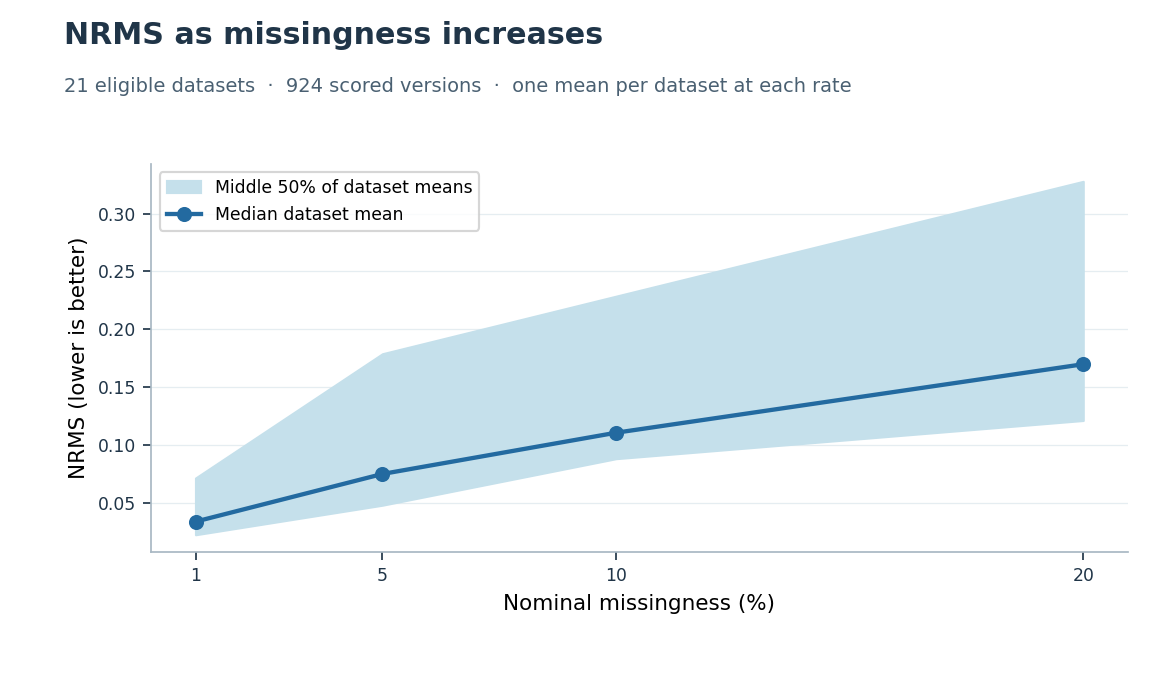 NRMS as missingness increases
21 eligible datasets · 924 scored versions · one mean per dataset at each rate
Middle 50% of dataset means
Median dataset mean
NRMS (lower is better)
0.30
0.25
0.20
0.15
0.10
0.05
1 5 10 20
Nominal missingness (%)